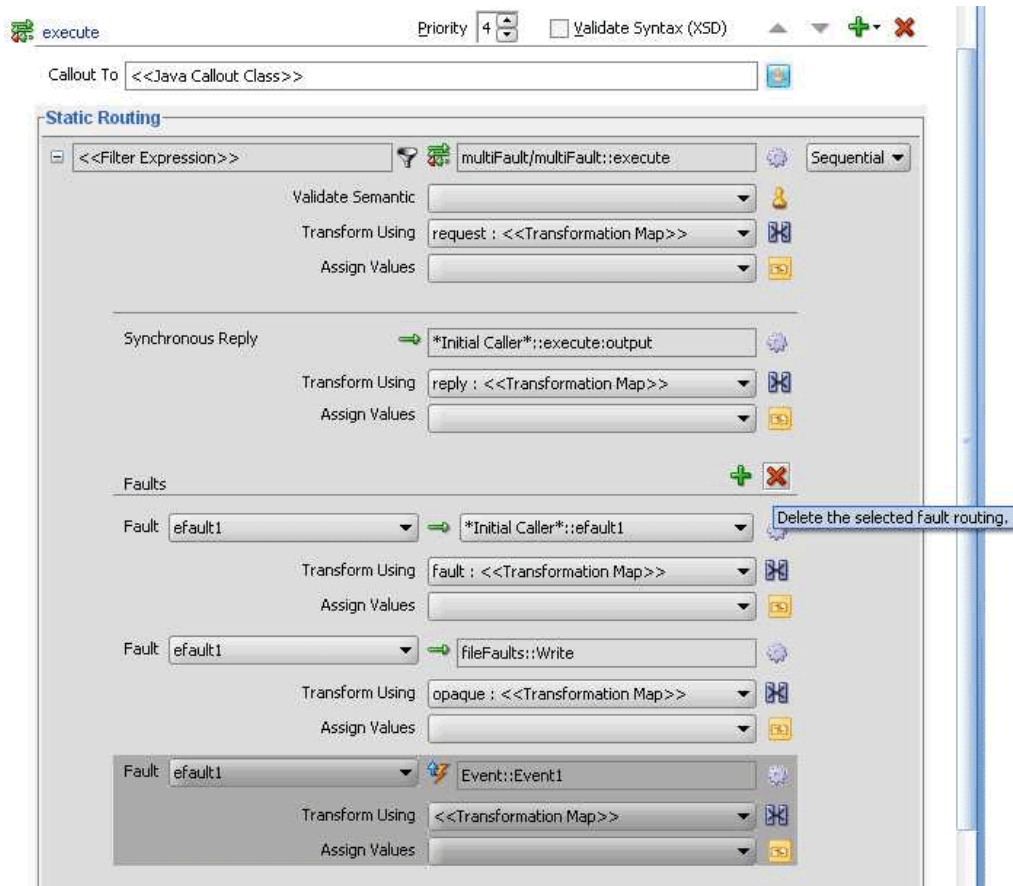 execute Priority 4 Validate Syntax (XSD)
Callout To <<Java Callout Class>>
Static Routing
<<Filter Expression>> multiFault/multiFault::execute Sequential
Validate Semantic
Transform Using request : <<Transformation Map>>
Assign Values
Synchronous Reply *Initial Caller*::execute:output
Transform Using reply : <<Transformation Map>>
Assign Values
Faults
Delete the selected fault routing.
Fault efault1 *Initial Caller*::efault1
Transform Using fault : <<Transformation Map>>
Assign Values
Fault efault1 fileFaults::Write
Transform Using opaque : <<Transformation Map>>
Assign Values
Fault efault1 Event::Event1
Transform Using <<Transformation Map>>
Assign Values